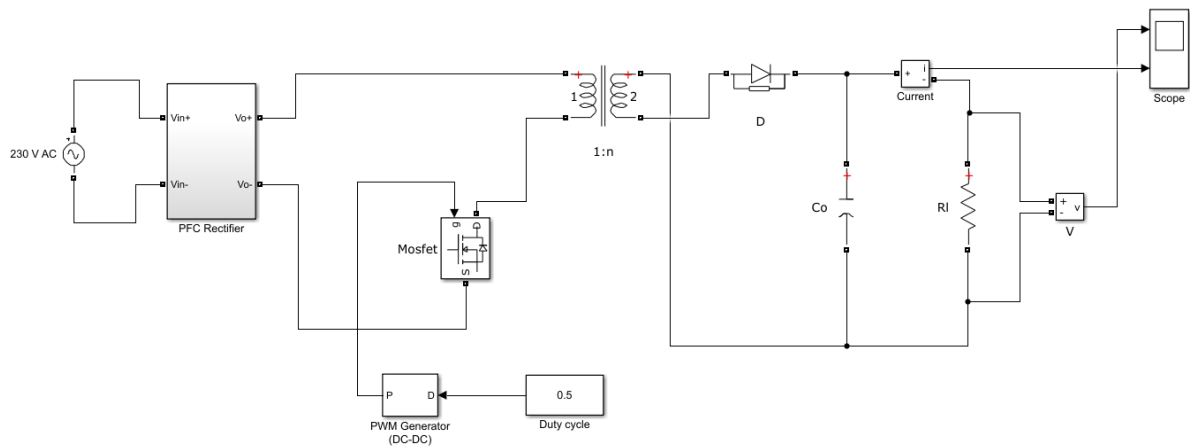 Scope
i
+
-
Current
+
+
1
2
1:n
D
Vin+
Vo+
230 V AC
Vin-
Vo-
PFC Rectifier
+
+
Co
Rl
+
-
v
V
g
D
S
Mosfet
P
D
0.5
PWM Generator
(DC-DC)
Duty cycle